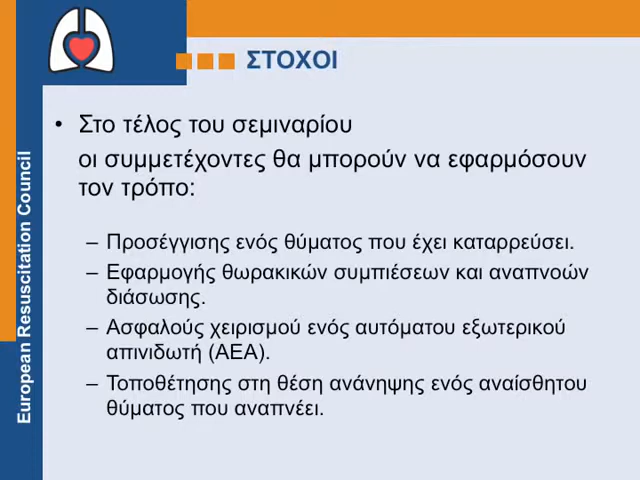 ΣΤΟΧΟΙ
• Στο τέλος του σεμιναρίου
οι συμμετέχοντες θα μπορούν να εφαρμόσουν
τον τρόπο:
– Προσέγγισης ενός θύματος που έχει καταρρεύσει.
– Εφαρμογής θωρακικών συμπιέσεων και αναπνοών
διάσωσης.
– Ασφαλούς χειρισμού ενός αυτόματου εξωτερικού
απινιδωτή (ΑΕΑ).
– Τοποθέτησης στη θέση ανάνηψης ενός αναίσθητου
θύματος που αναπνέει.
European Resuscitation Council